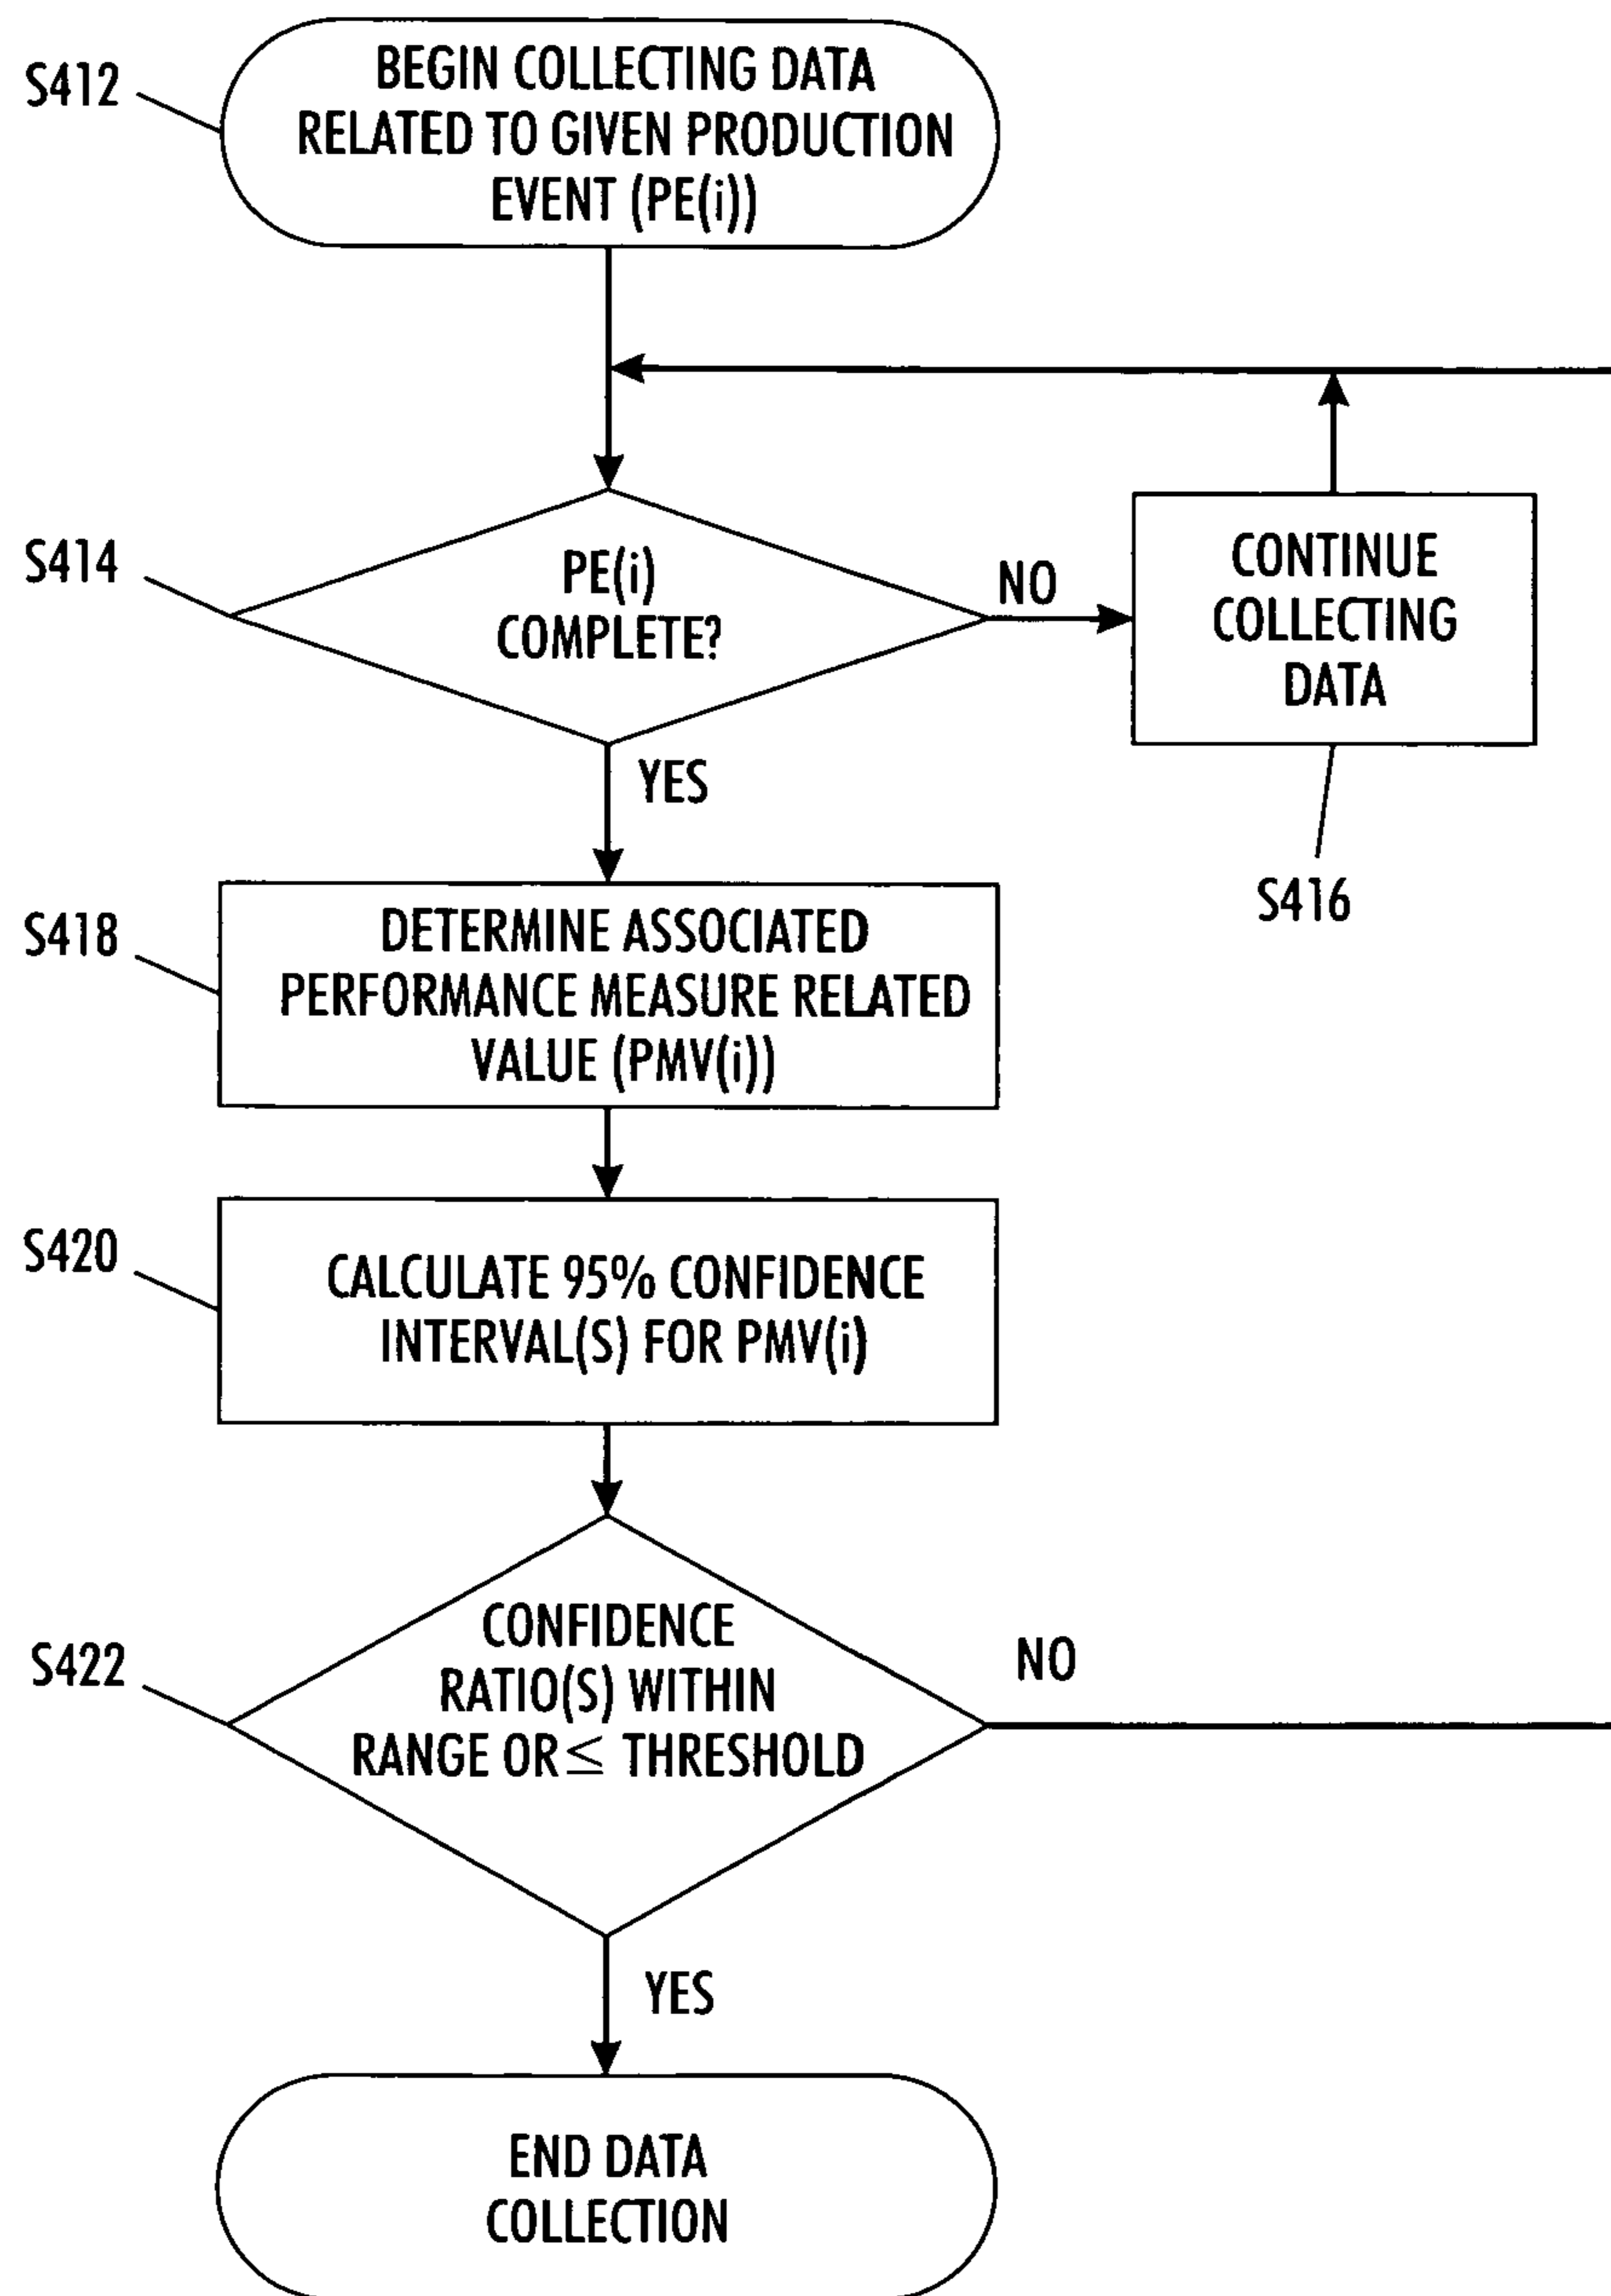 S412
BEGIN COLLECTING DATA
RELATED TO GIVEN PRODUCTION
EVENT (PE(i))
S414
PE(i)
COMPLETE?
NO
CONTINUE
COLLECTING
DATA
S416
YES
S418
DETERMINE ASSOCIATED
PERFORMANCE MEASURE RELATED
VALUE (PMV(i))
S420
CALCULATE 95% CONFIDENCE
INTERVAL(S) FOR PMV(i)
S422
CONFIDENCE
RATIO(S) WITHIN
RANGE OR ≤ THRESHOLD
NO
YES
END DATA
COLLECTION